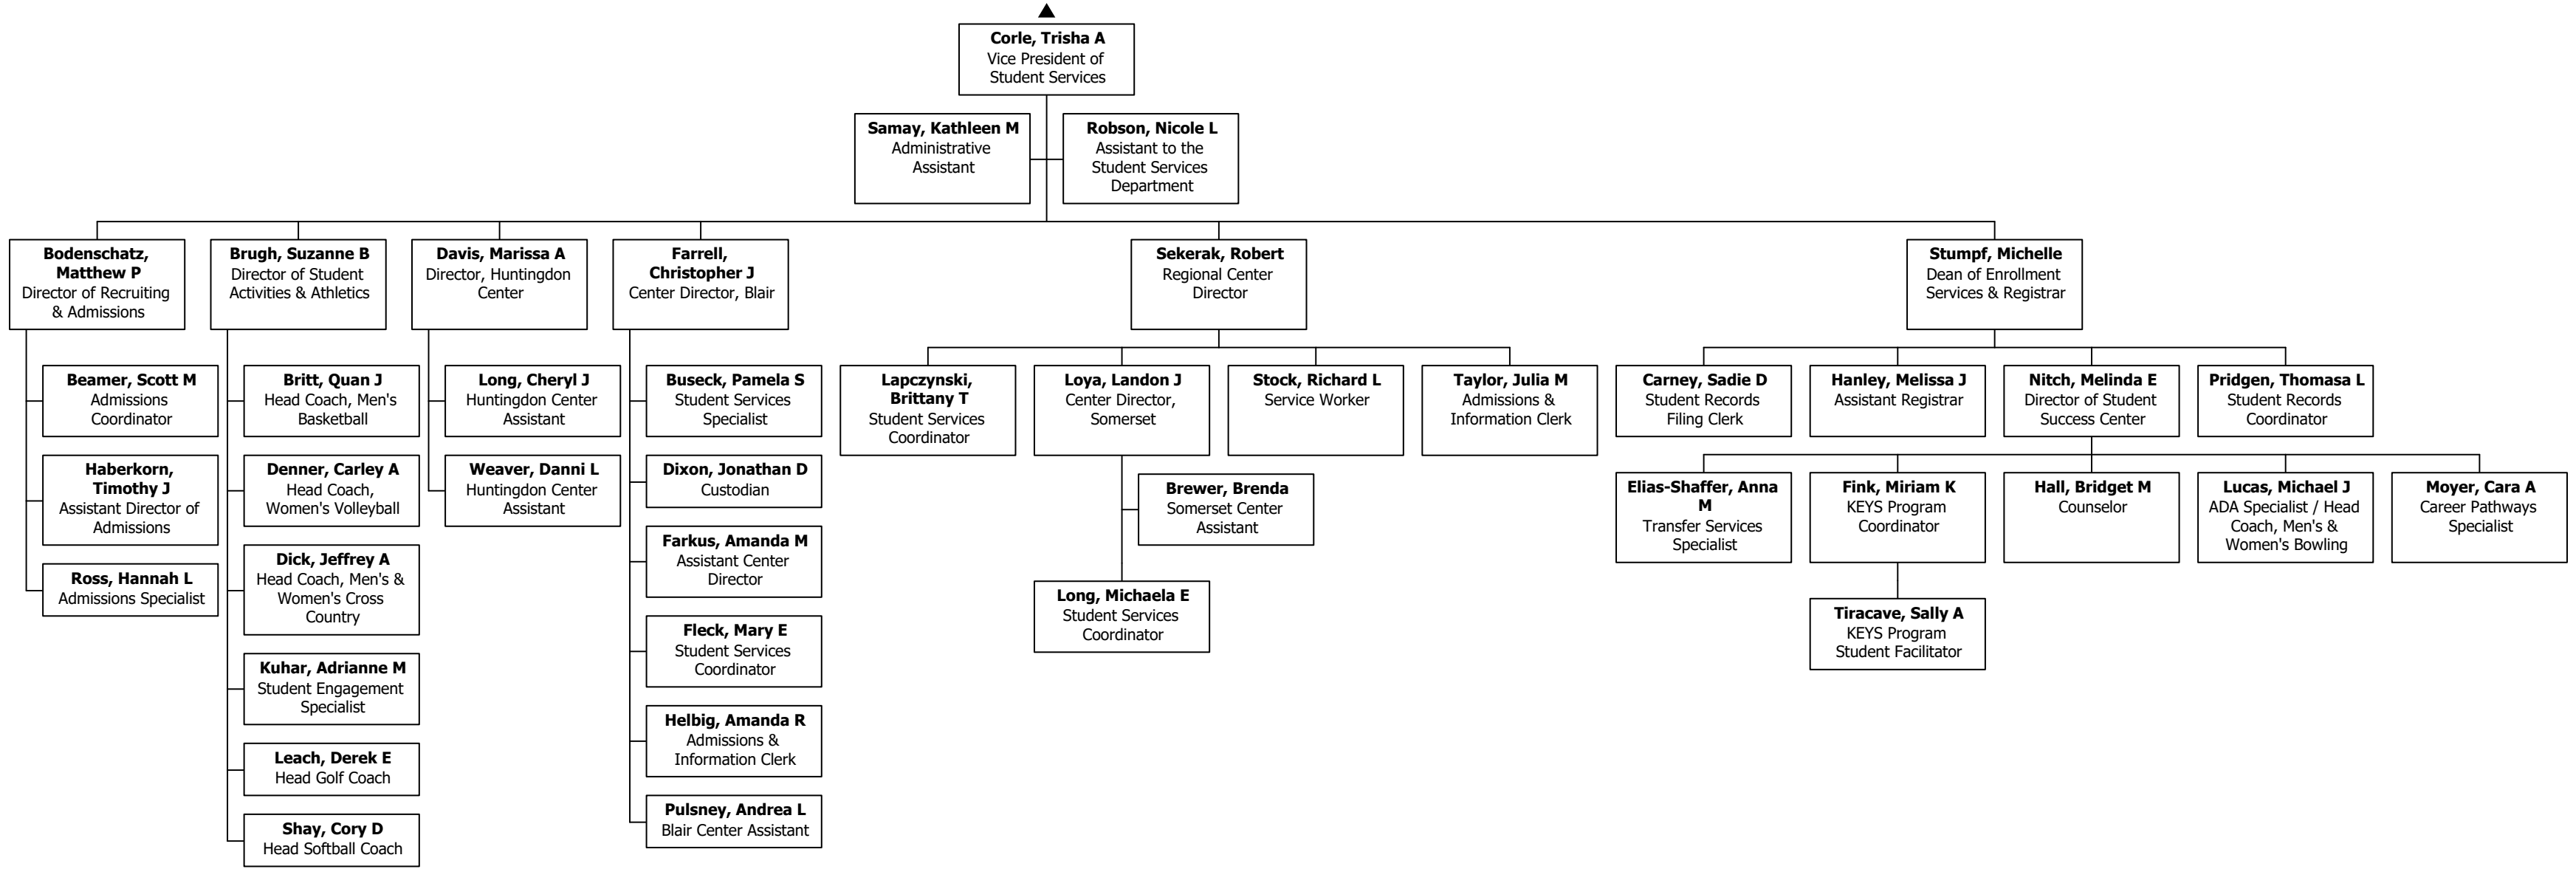 Corle, Trisha A
Vice President of
Student Services
Samay, Kathleen M
Administrative
Assistant
Robson, Nicole L
Assistant to the
Student Services
Department
Bodenschatz,
Matthew P
Director of Recruiting
& Admissions
Brugh, Suzanne B
Director of Student
Activities & Athletics
Davis, Marissa A
Director, Huntingdon
Center
Farrell,
Christopher J
Center Director, Blair
Sekerak, Robert
Regional Center
Director
Stumpf, Michelle
Dean of Enrollment
Services & Registrar
Beamer, Scott M
Admissions
Coordinator
Haberkorn,
Timothy J
Assistant Director of
Admissions
Ross, Hannah L
Admissions Specialist
Britt, Quan J
Head Coach, Men's
Basketball
Denner, Carley A
Head Coach,
Women's Volleyball
Dick, Jeffrey A
Head Coach, Men's &
Women's Cross
Country
Kuhar, Adrianne M
Student Engagement
Specialist
Leach, Derek E
Head Golf Coach
Shay, Cory D
Head Softball Coach
Long, Cheryl J
Huntingdon Center
Assistant
Weaver, Danni L
Huntingdon Center
Assistant
Buseck, Pamela S
Student Services
Specialist
Dixon, Jonathan D
Custodian
Farkus, Amanda M
Assistant Center
Director
Fleck, Mary E
Student Services
Coordinator
Helbig, Amanda R
Admissions &
Information Clerk
Pulsney, Andrea L
Blair Center Assistant
Lapczynski,
Brittany T
Student Services
Coordinator
Loya, Landon J
Center Director,
Somerset
Stock, Richard L
Service Worker
Taylor, Julia M
Admissions &
Information Clerk
Brewer, Brenda
Somerset Center
Assistant
Long, Michaela E
Student Services
Coordinator
Carney, Sadie D
Student Records
Filing Clerk
Hanley, Melissa J
Assistant Registrar
Nitch, Melinda E
Director of Student
Success Center
Pridgen, Thomasa L
Student Records
Coordinator
Elias-Shaffer, Anna
M
Transfer Services
Specialist
Fink, Miriam K
KEYS Program
Coordinator
Hall, Bridget M
Counselor
Lucas, Michael J
ADA Specialist / Head
Coach, Men's &
Women's Bowling
Moyer, Cara A
Career Pathways
Specialist
Tiracave, Sally A
KEYS Program
Student Facilitator